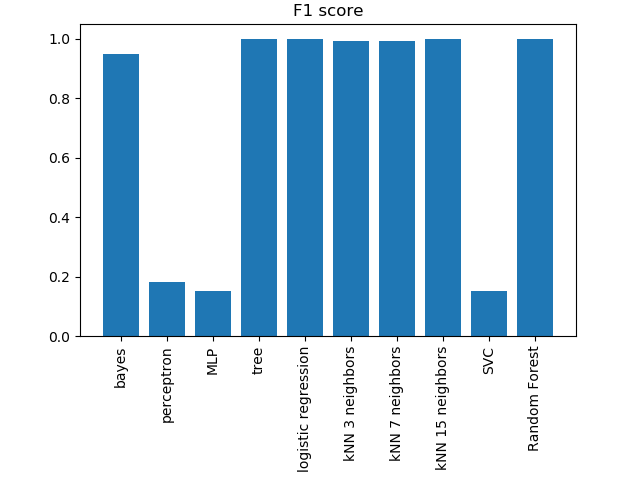 F1 score
1.0
0.8
0.6
0.4
0.2
0.0
bayes
perceptron
MLP
tree
logistic regression
kNN 3 neighbors
kNN 7 neighbors
kNN 15 neighbors
SVC
Random Forest